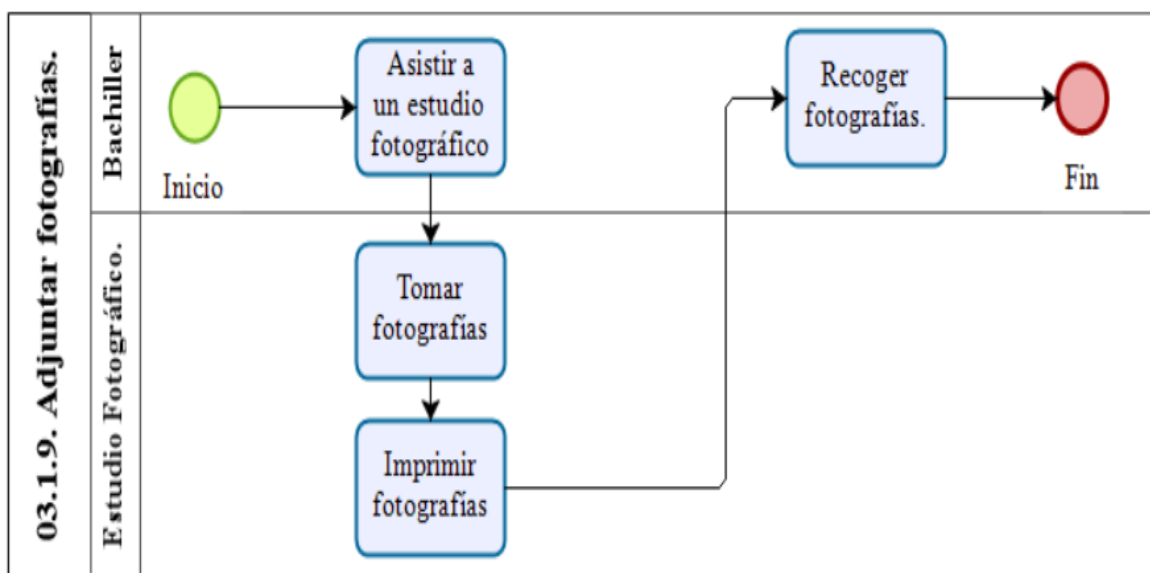 03.1.9. Adjuntar fotografías.
Bachiller
Inicio
Asistir a
un estudio
fotográfico
Recoger
fotografías.
Fin
Estudio Fotográfico.
Tomar
fotografías
Imprimir
fotografías